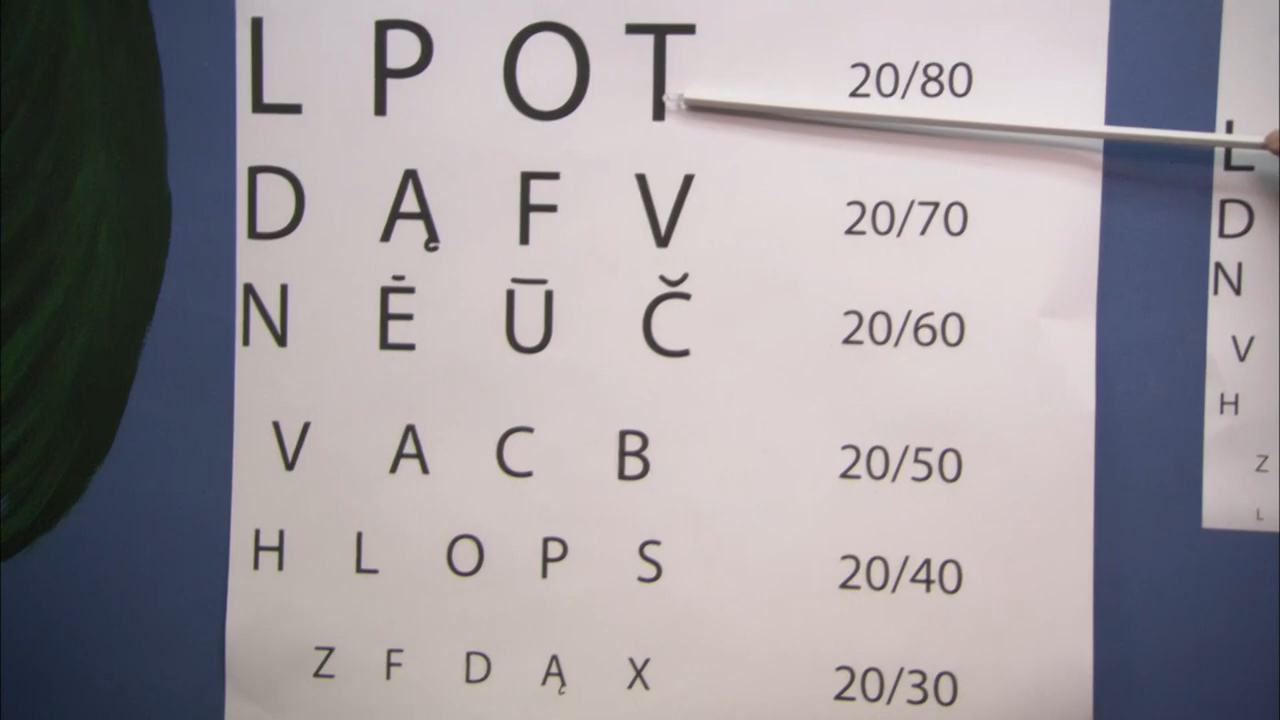 L P O T 20/80
D Ą F V 20/70
N Ė Ū Č 20/60
V A C B 20/50
H L O P S 20/40
Z F D Ą X 20/30
L
D
N
V
H
Z
L